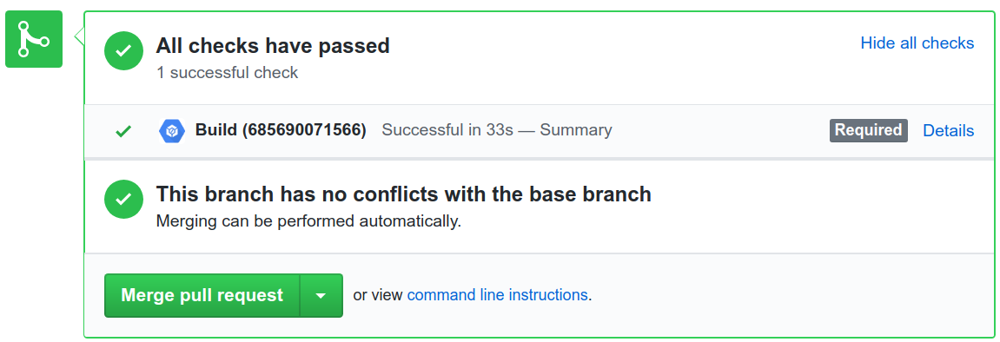 All checks have passed
Hide all checks
1 successful check
Build (685690071566) Successful in 33s — Summary Required Details
This branch has no conflicts with the base branch
Merging can be performed automatically.
Merge pull request or view command line instructions.